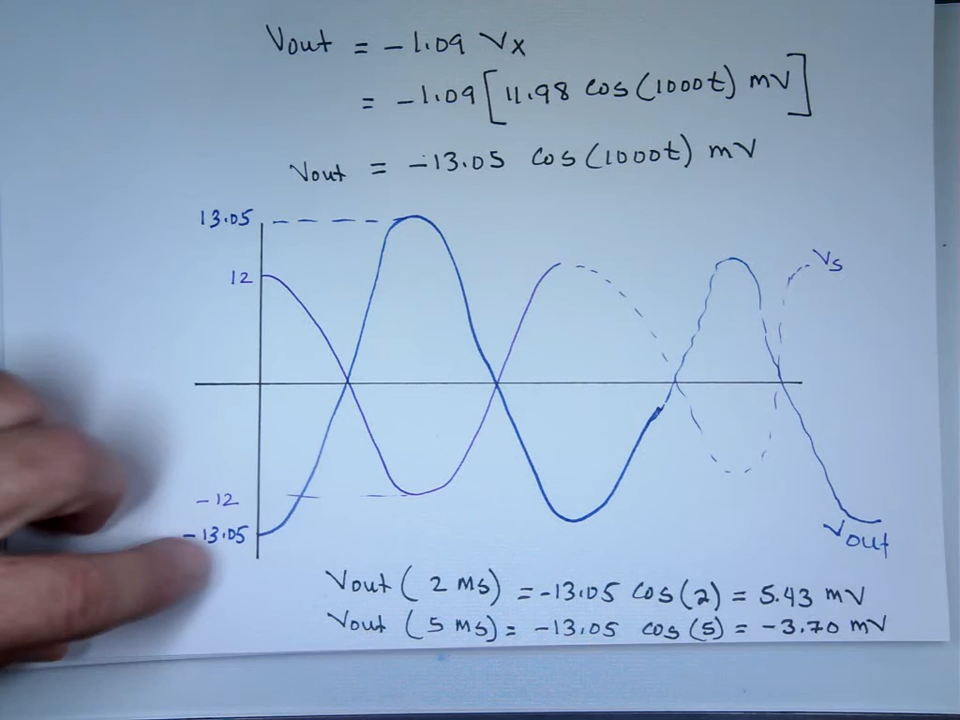 Vout = -1.09 Vx
= -1.09 [11.98 cos(1000t) mV]
Vout = -13.05 cos(1000t) mV
13.05
12
Vs
-12
-13.05
Vout
Vout (2 ms) = -13.05 cos(2) = 5.43 mV
Vout (5 ms) = -13.05 cos(5) = -3.70 mV